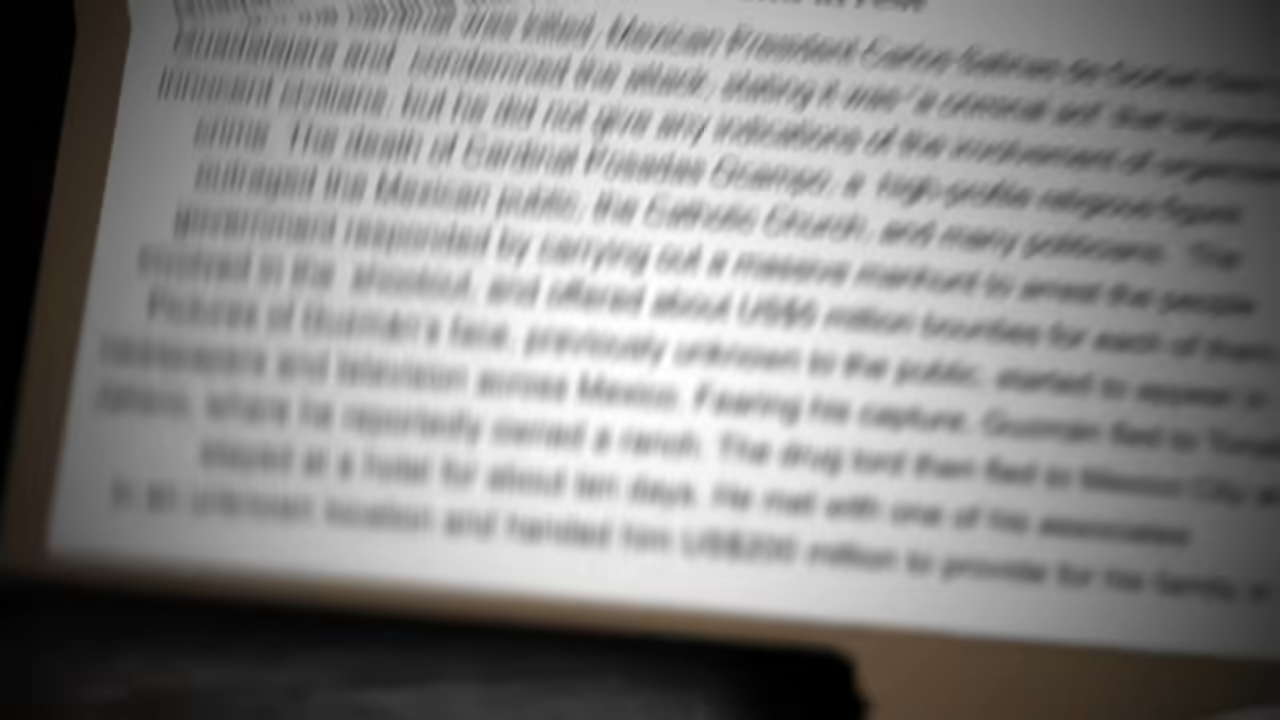 Mexican President Carlos Salinas de Gortari
and condemned the attack, stating it was "a criminal act" that targeted
innocent civilians, but he did not give any indications of the involvement of organized
crime. The death of Cardinal Posadas Ocampo, a high-profile religious figure,
outraged the Mexican public, the Catholic Church, and many politicians. The
government responded by carrying out a massive manhunt to arrest the people
involved in the shootout, and offered about US$5 million bounties for each of them.
Pictures of Guzmán's face, previously unknown to the public, started to appear in
newspapers and television across Mexico. Fearing his capture, Guzmán fled to
where he reportedly owned a ranch. The drug lord then fled to Mexico City and
stayed at a hotel for about ten days. He met with one of his associates
in an unknown location and handed him US$200 million to provide for his family in